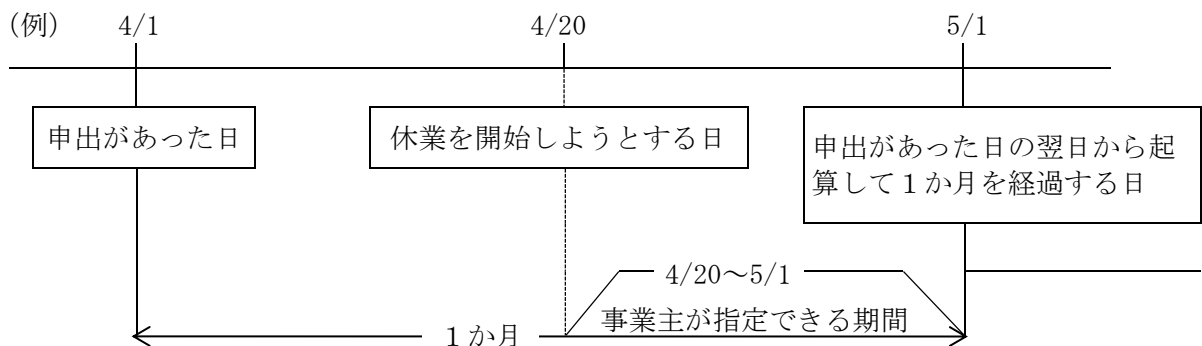 (例) 4/1 4/20 5/1
申出があった日
休業を開始しようとする日
申出があった日の翌日から起
算して１か月を経過する日
4/20～5/1
事業主が指定できる期間
１か月